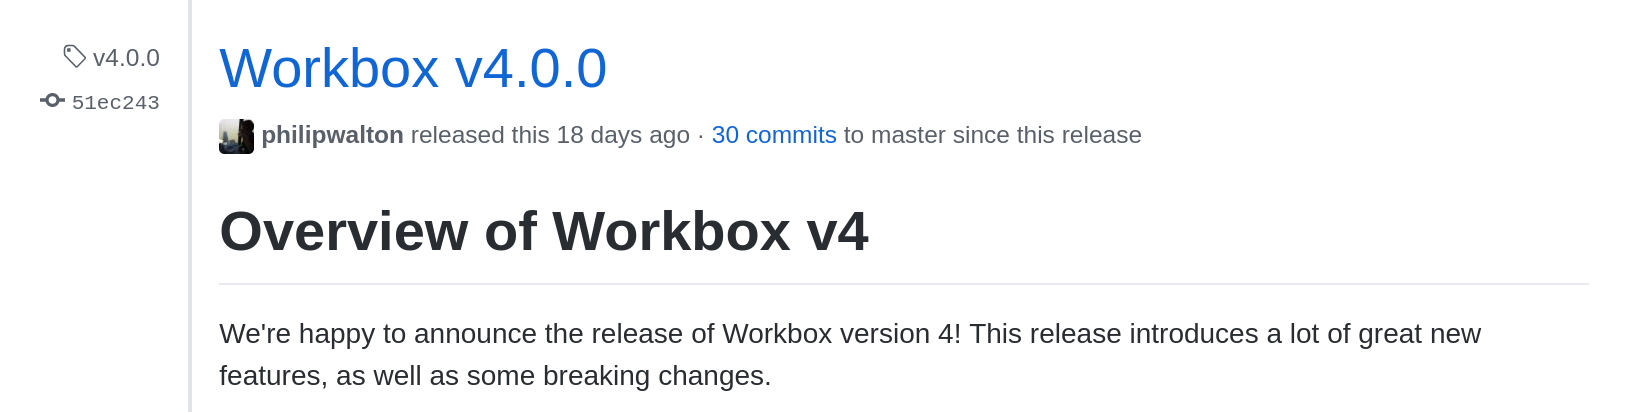 v4.0.0
51ec243
Workbox v4.0.0
philipwalton released this 18 days ago · 30 commits to master since this release
Overview of Workbox v4
We're happy to announce the release of Workbox version 4! This release introduces a lot of great new
features, as well as some breaking changes.